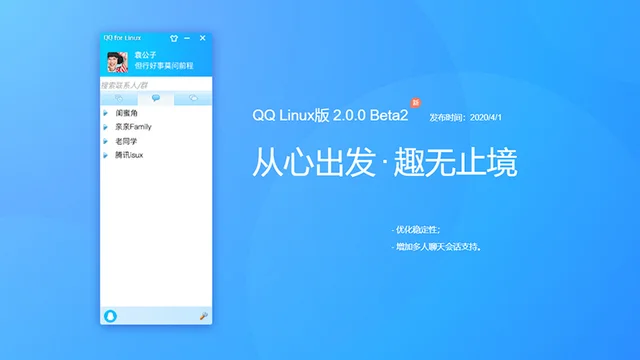 QQ for Linux
袁公子
但行好事莫问前程
搜索联系人/群
闺蜜角
亲亲Family
老同学
腾讯isux
QQ Linux版 2.0.0 Beta2
新
发布时间：2020/4/1
从心出发·趣无止境
· 优化稳定性；
· 增加多人聊天会话支持。